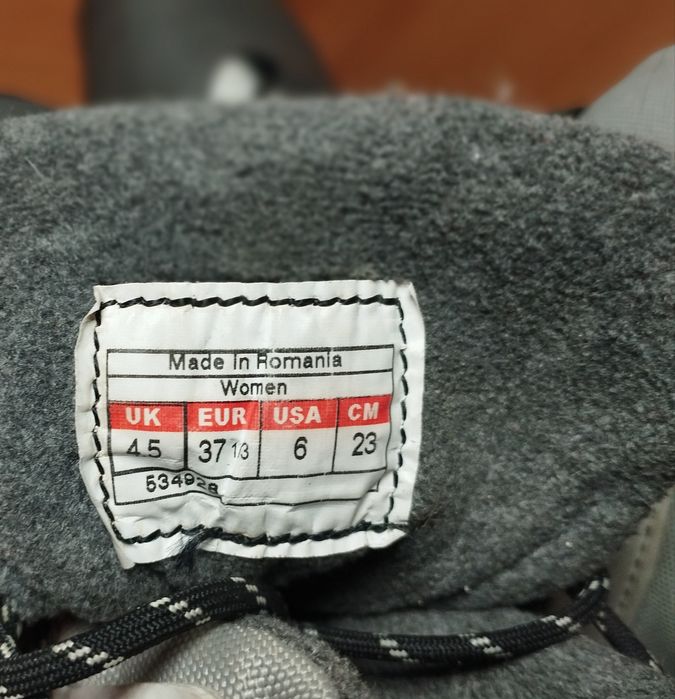 Made In Romania
Women
UK EUR USA CM
4.5 37 1/3 6 23
534928